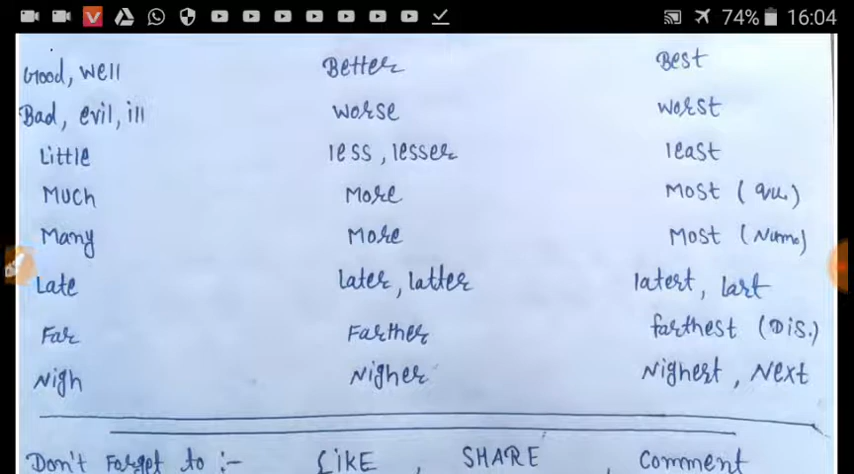 74% 16:04
Good, well Better Best
Bad, evil, ill worse worst
Little less, lesser least
Much More Most (qu.)
Many More Most (Num.)
Late later, latter latest, last
Far Farther farthest (Dis.)
Nigh Nigher Nighest, Next
Don't Forget to :- LIKE , SHARE , Comment